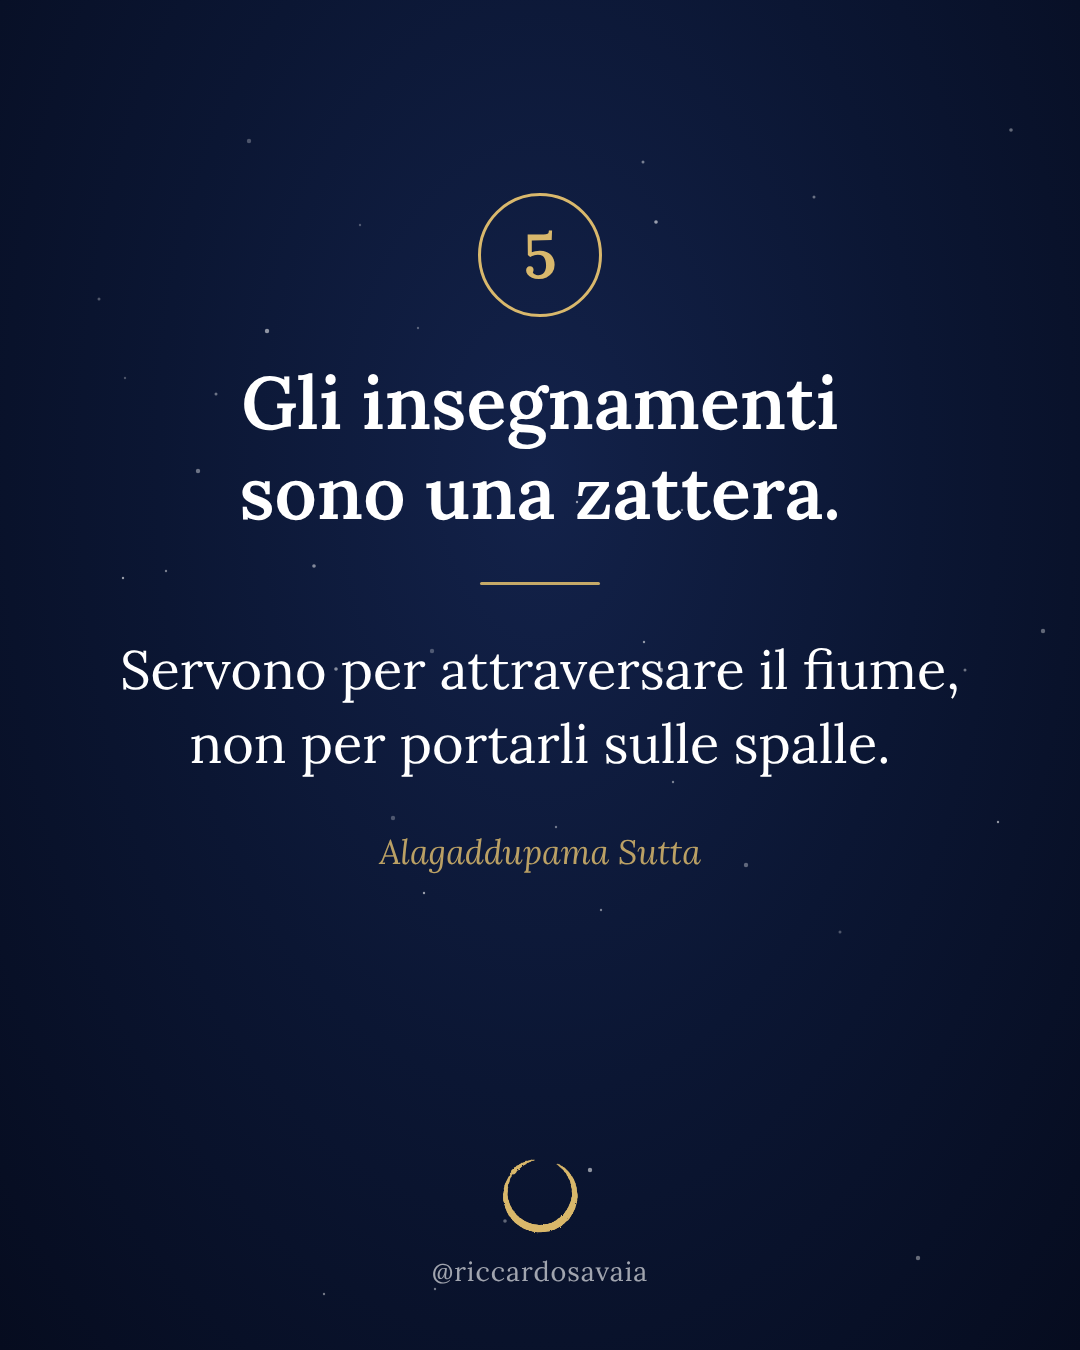 5
Gli insegnamenti
sono una zattera.
Servono per attraversare il fiume,
non per portarli sulle spalle.
Alagaddupama Sutta
@riccardosavaia